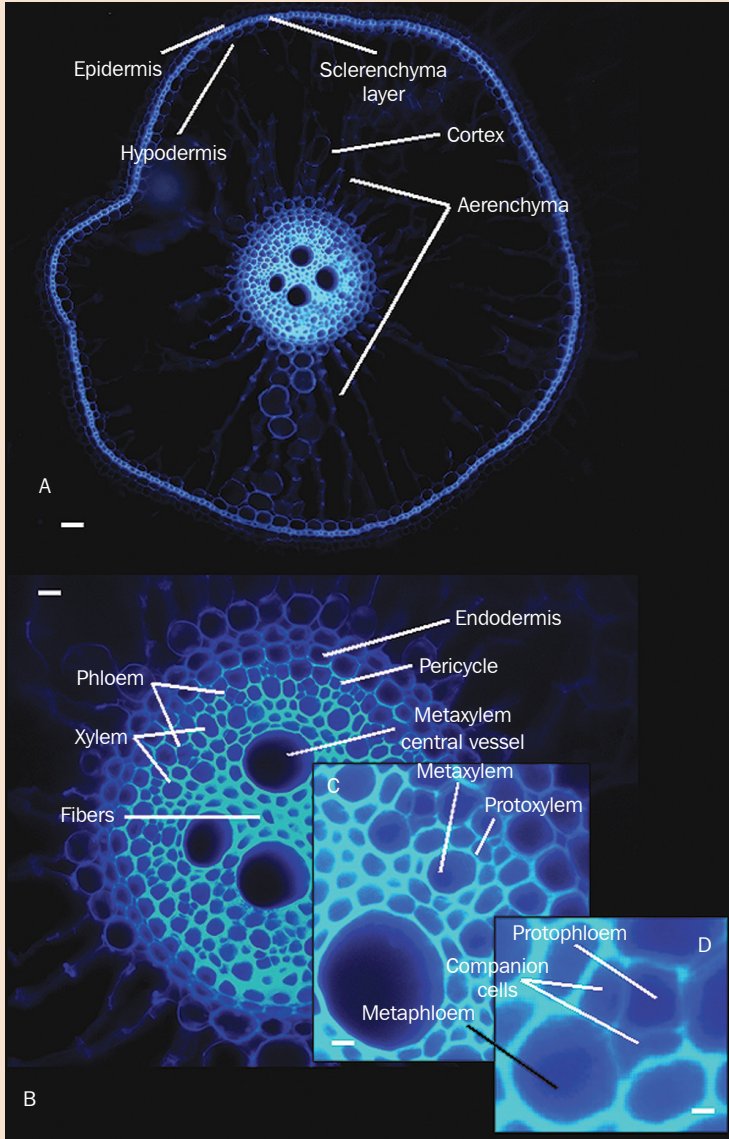 Epidermis
Sclerenchyma
layer
Hypodermis
Cortex
Aerenchyma
A
Endodermis
Pericycle
Phloem
Metaxylem
central vessel
Xylem
Fibers
C
Metaxylem
Protoxylem
Protophloem
D
Companion
cells
Metaphloem
B